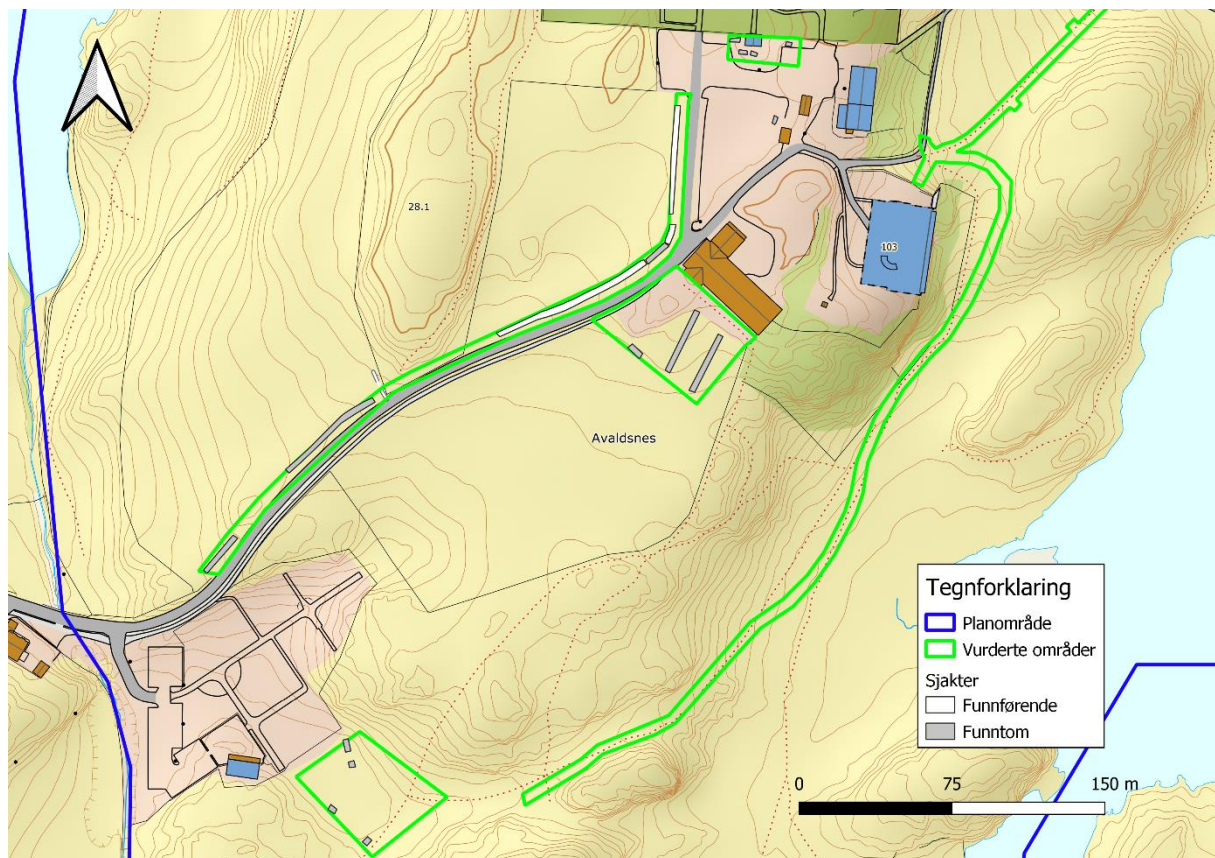 28.1
103
Avaldsnes
Tegnforklaring
Planområde
Vurderte områder
Sjakter
Funnførende
Funntom
0 75 150 m